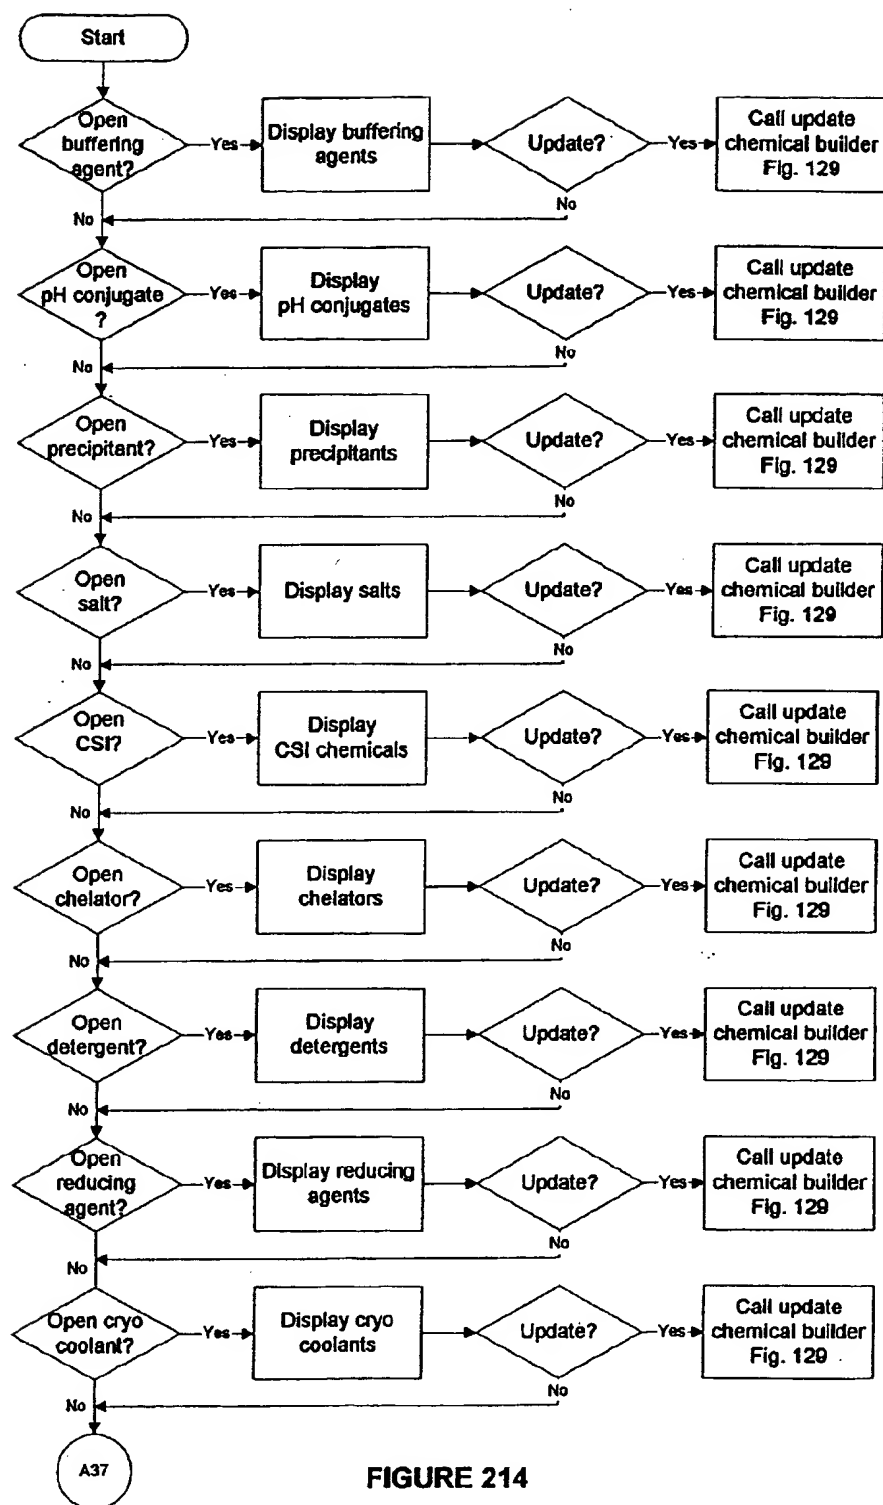 Start
Open
buffering
agent?
Yes
Display buffering
agents
Update?
Yes
Call update
chemical builder
Fig. 129
No
No
Open
pH conjugate
?
Yes
Display
pH conjugates
Update?
Yes
Call update
chemical builder
Fig. 129
No
No
Open
precipitant?
Yes
Display
precipitants
Update?
Yes
Call update
chemical builder
Fig. 129
No
No
Open
salt?
Yes
Display salts
Update?
Yes
Call update
chemical builder
Fig. 129
No
No
Open
CSI?
Yes
Display
CSI chemicals
Update?
Yes
Call update
chemical builder
Fig. 129
No
No
Open
chelator?
Yes
Display
chelators
Update?
Yes
Call update
chemical builder
Fig. 129
No
No
Open
detergent?
Yes
Display
detergents
Update?
Yes
Call update
chemical builder
Fig. 129
No
No
Open
reducing
agent?
Yes
Display reducing
agents
Update?
Yes
Call update
chemical builder
Fig. 129
No
No
Open cryo
coolant?
Yes
Display cryo
coolants
Update?
Yes
Call update
chemical builder
Fig. 129
No
No
A37
FIGURE 214